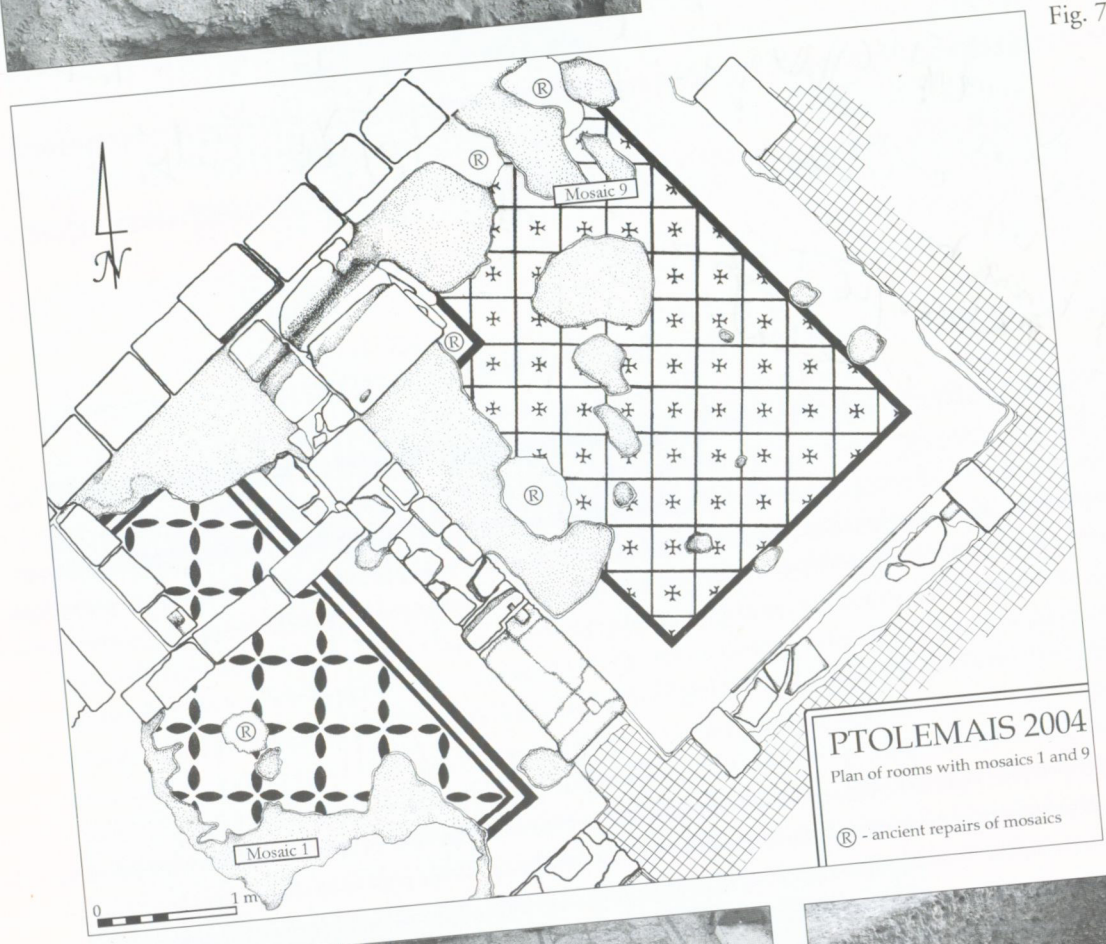 Fig. 7
Ⓡ
Ⓡ
Mosaic 9
N
Ⓡ
Ⓡ
Ⓡ
Mosaic 1
0 1 m
PTOLEMAIS 2004
Plan of rooms with mosaics 1 and 9
Ⓡ - ancient repairs of mosaics